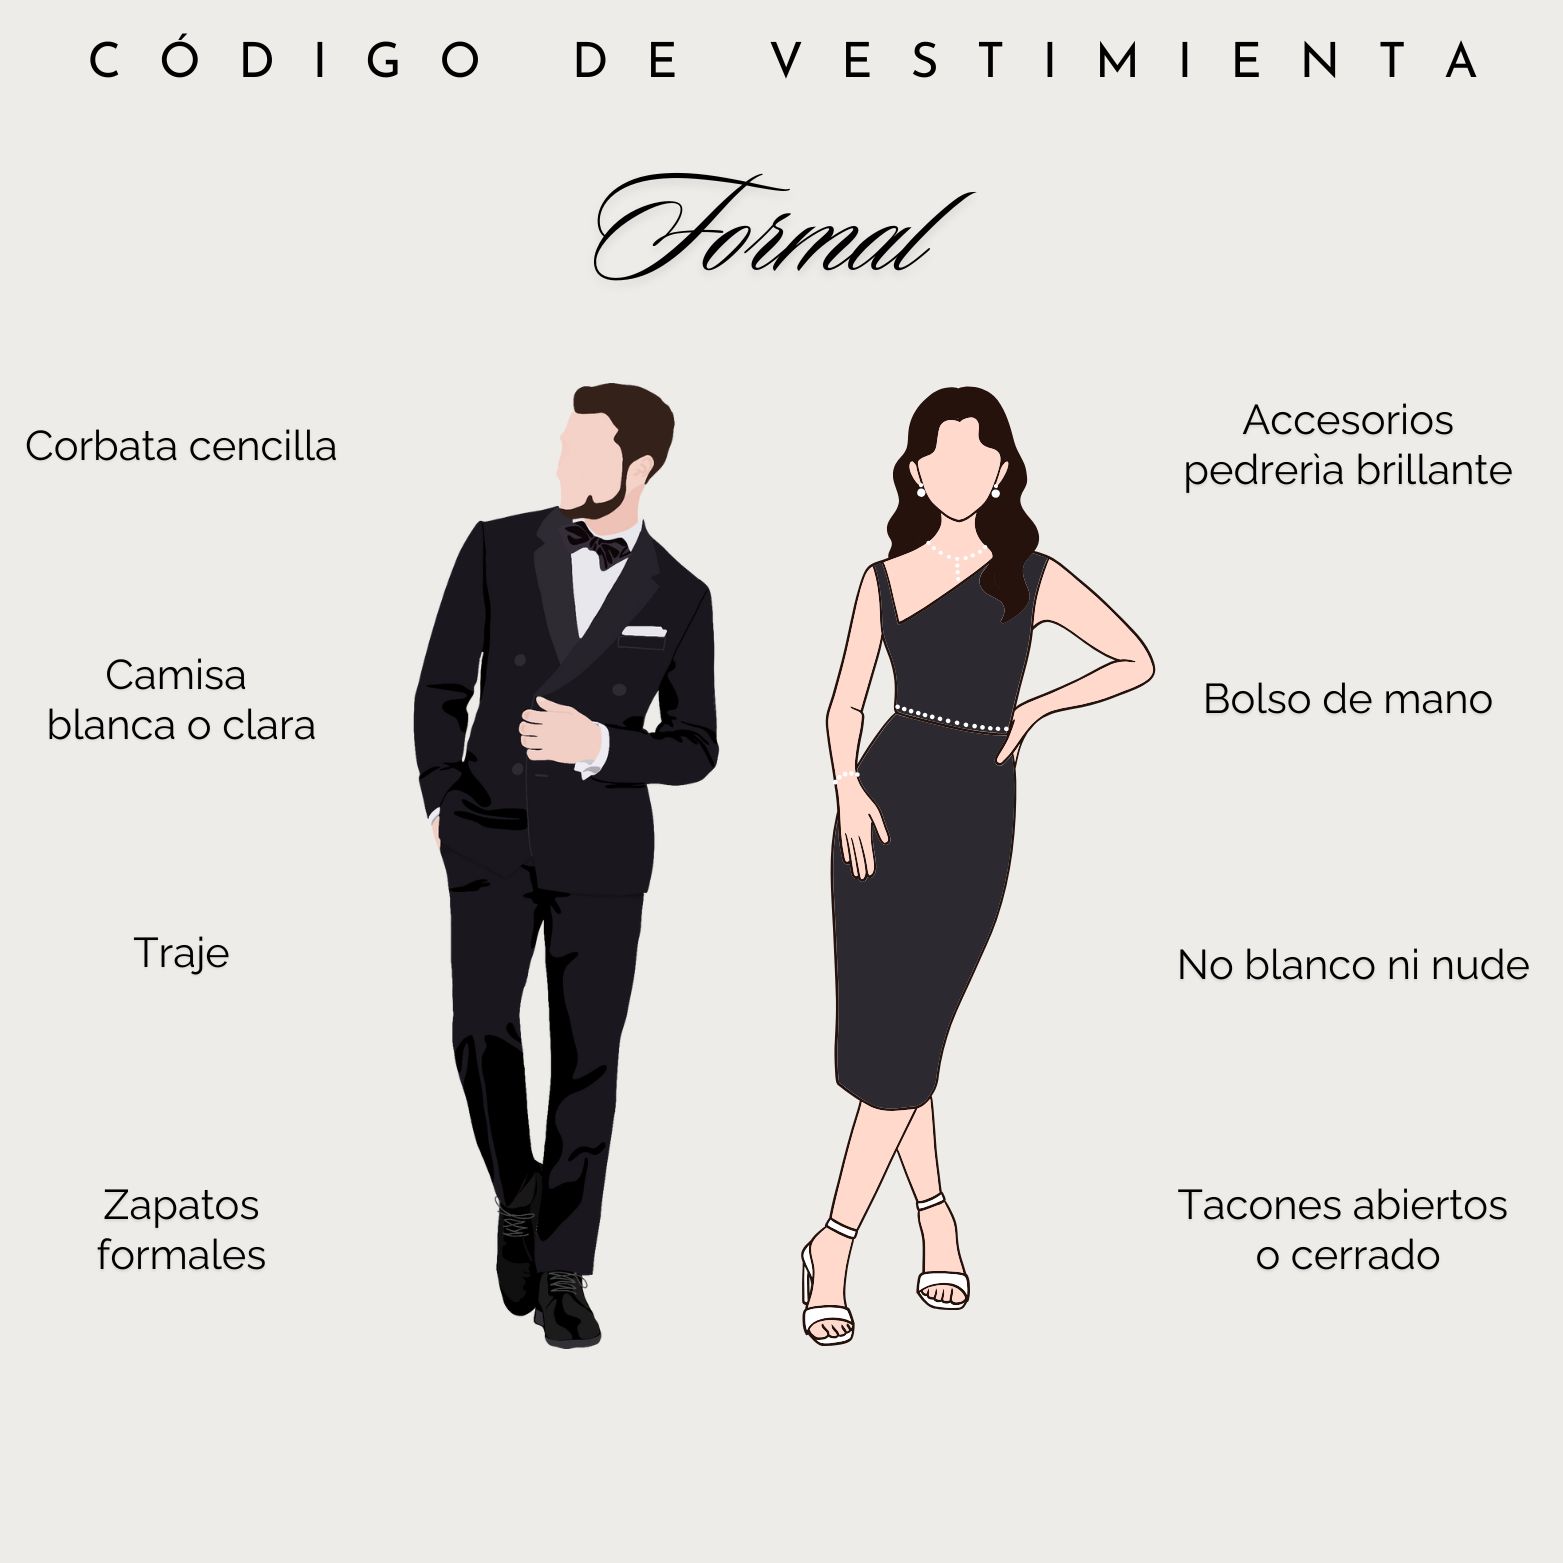 CÓDIGO DE VESTIMIENTA
Formal
Corbata cencilla
Camisa
blanca o clara
Traje
Zapatos
formales
Accesorios
pedrerìa brillante
Bolso de mano
No blanco ni nude
Tacones abiertos
o cerrado